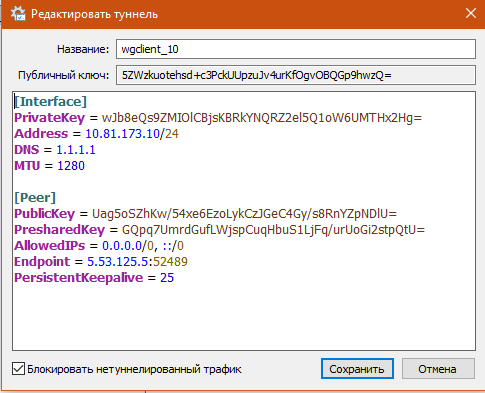 Редактировать туннель
Название: wgclient_10
Публичный ключ: 5ZWzkuotehsd+c3PckUUpzuJv4urKfOgvOBQGp9hwzQ=
[Interface]
PrivateKey = wJb8eQs9ZMIOlCBjsKBRkYNQRZ2el5Q1oW6UMTHx2Hg=
Address = 10.81.173.10/24
DNS = 1.1.1.1
MTU = 1280
[Peer]
PublicKey = Uag5oSZhKw/54xe6EzoLykCzJGeC4Gy/s8RnYZpNDlU=
PresharedKey = GQpq7UmrdGufLWjspCuqHbuS1LjFq/urUoGi2stpQtU=
AllowedIPs = 0.0.0.0/0, ::/0
Endpoint = 5.53.125.5:52489
PersistentKeepalive = 25
Блокировать нетуннелированный трафик
Сохранить
Отмена